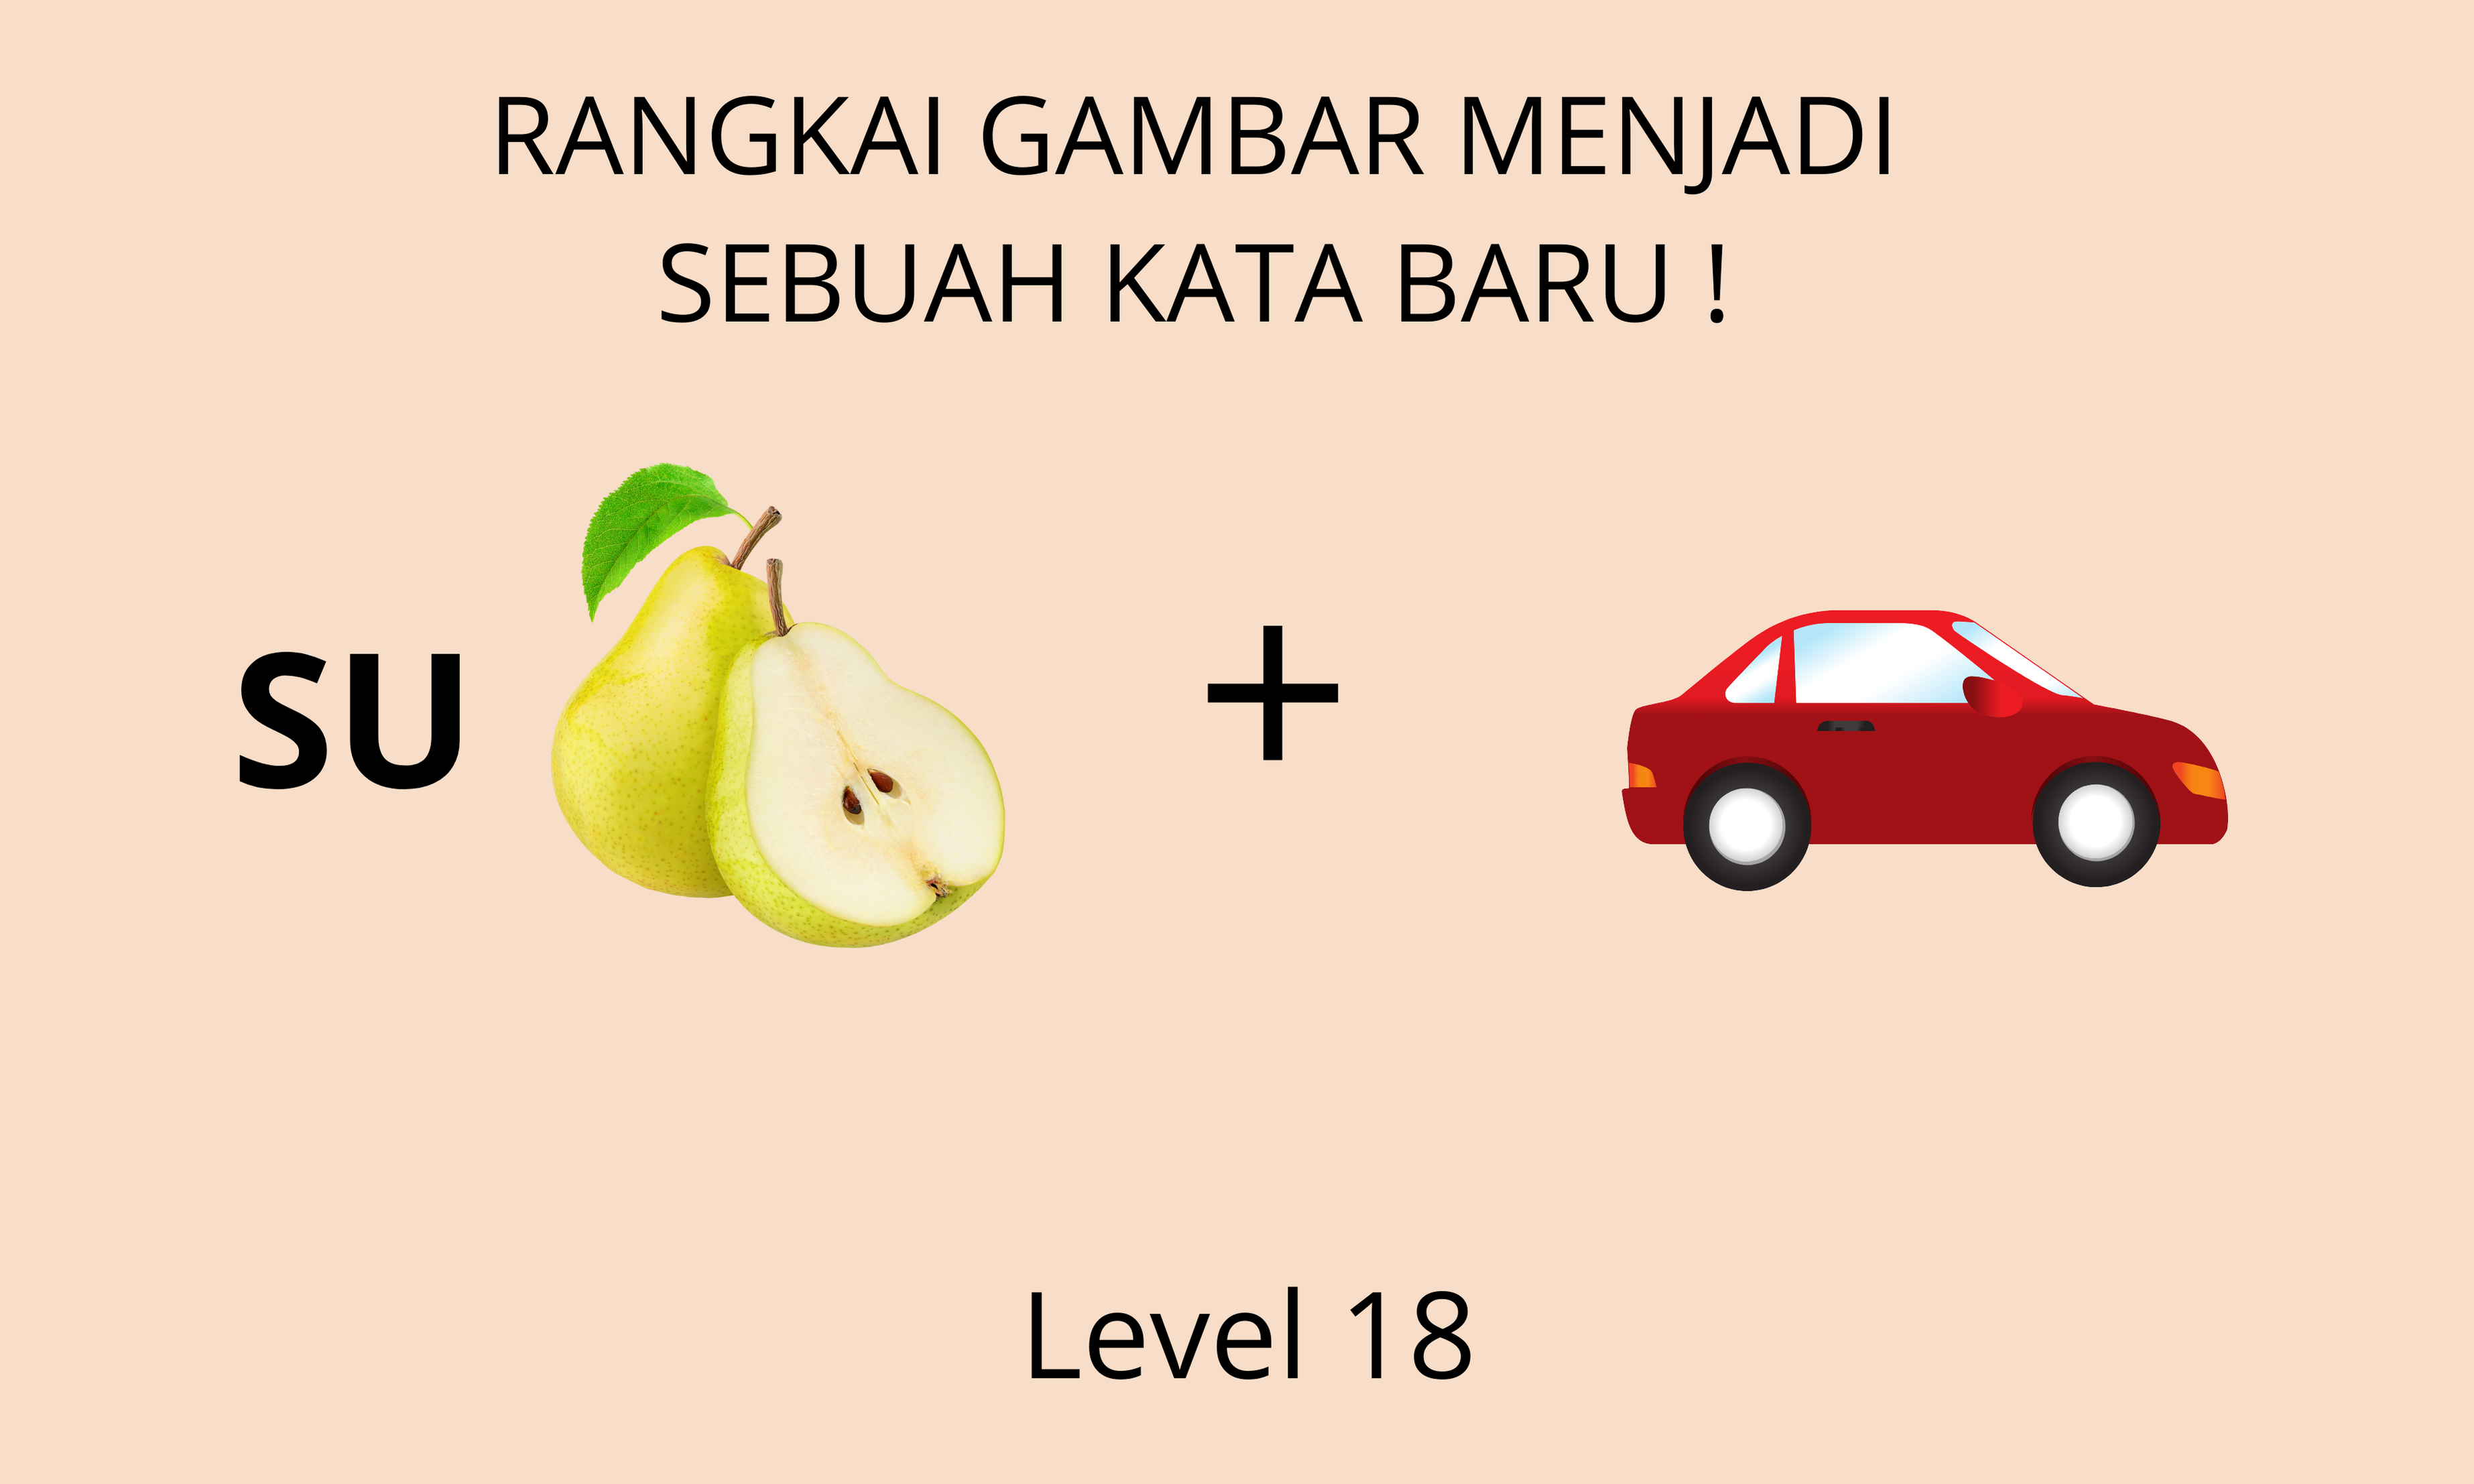 RANGKAI GAMBAR MENJADI
SEBUAH KATA BARU !
SU
+
Level 18